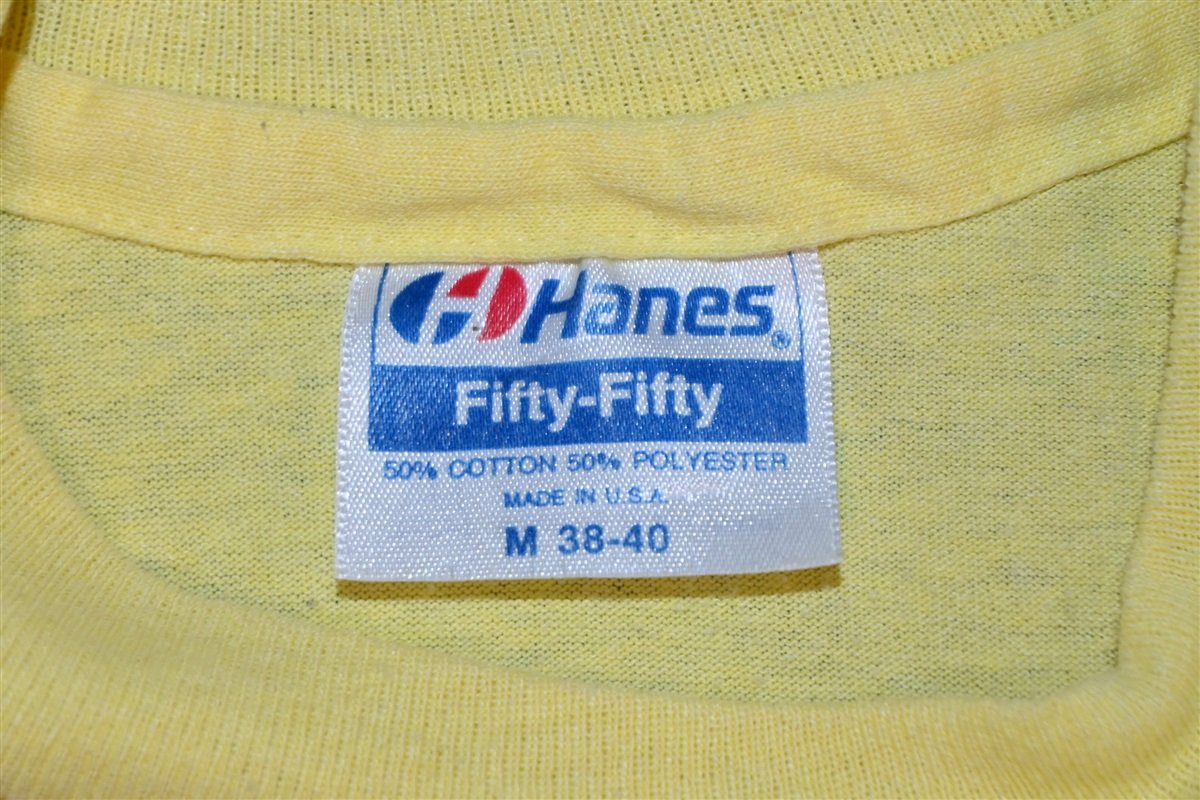 Hanes®
Fifty-Fifty
50% COTTON 50% POLYESTER
MADE IN U.S.A.
M 38-40